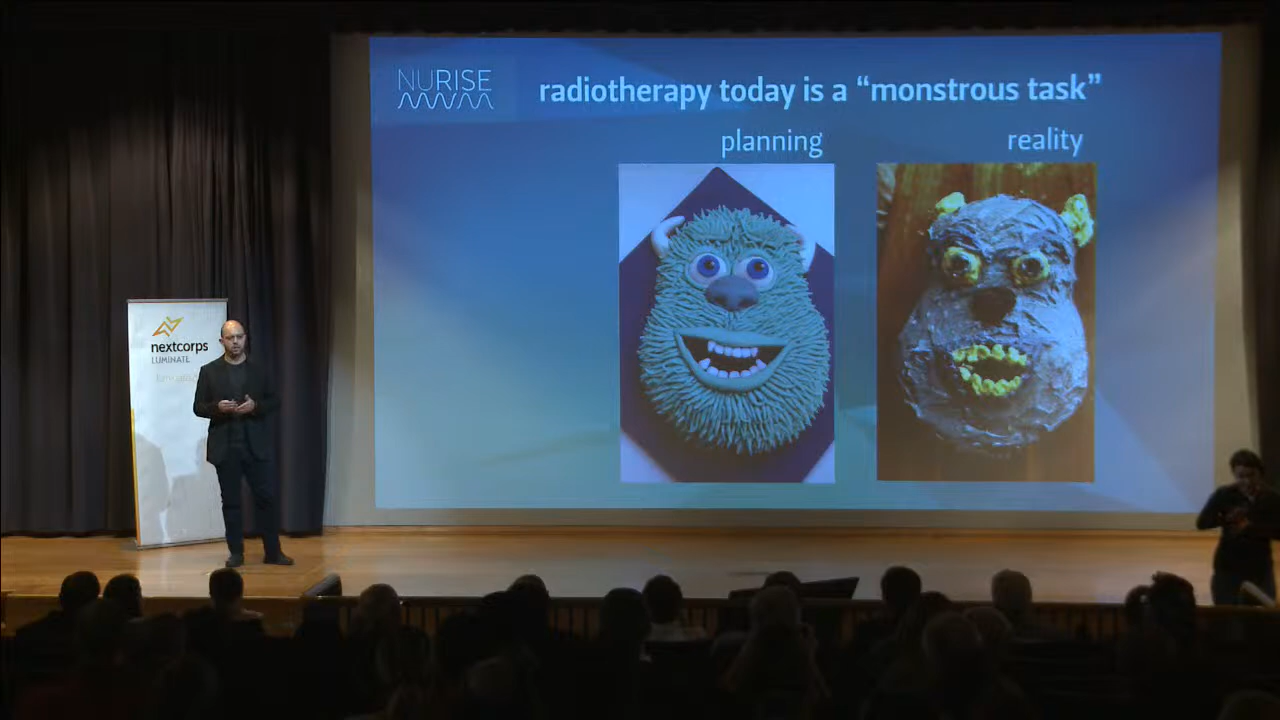 NURISE
radiotherapy today is a “monstrous task”
planning
reality
nextcorps
LUMINATE